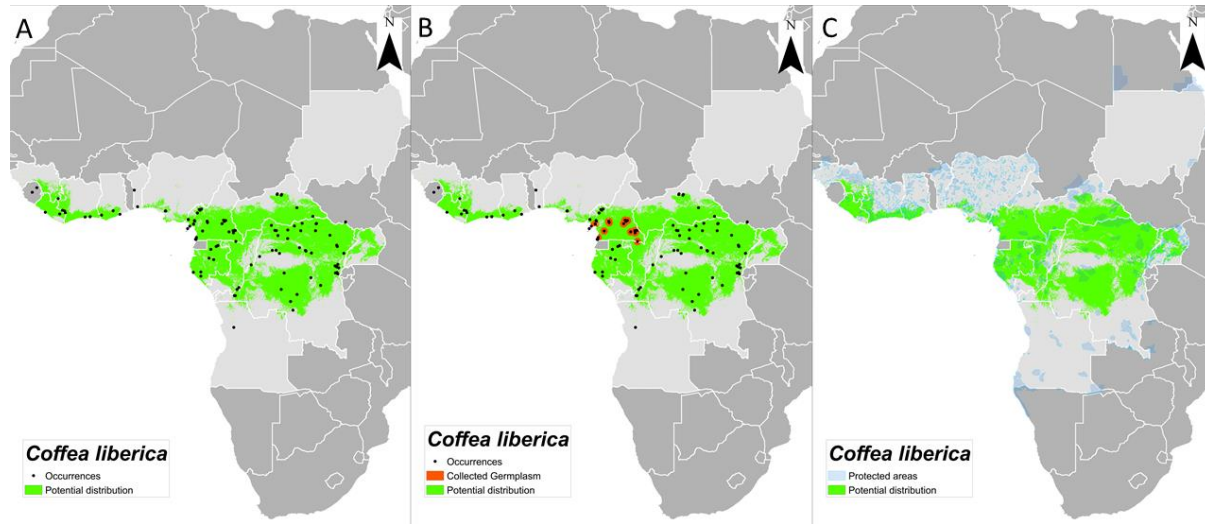 A
N
Coffea liberica
Occurrences
Potential distribution
B
N
Coffea liberica
Occurrences
Collected Germplasm
Potential distribution
C
N
Coffea liberica
Protected areas
Potential distribution